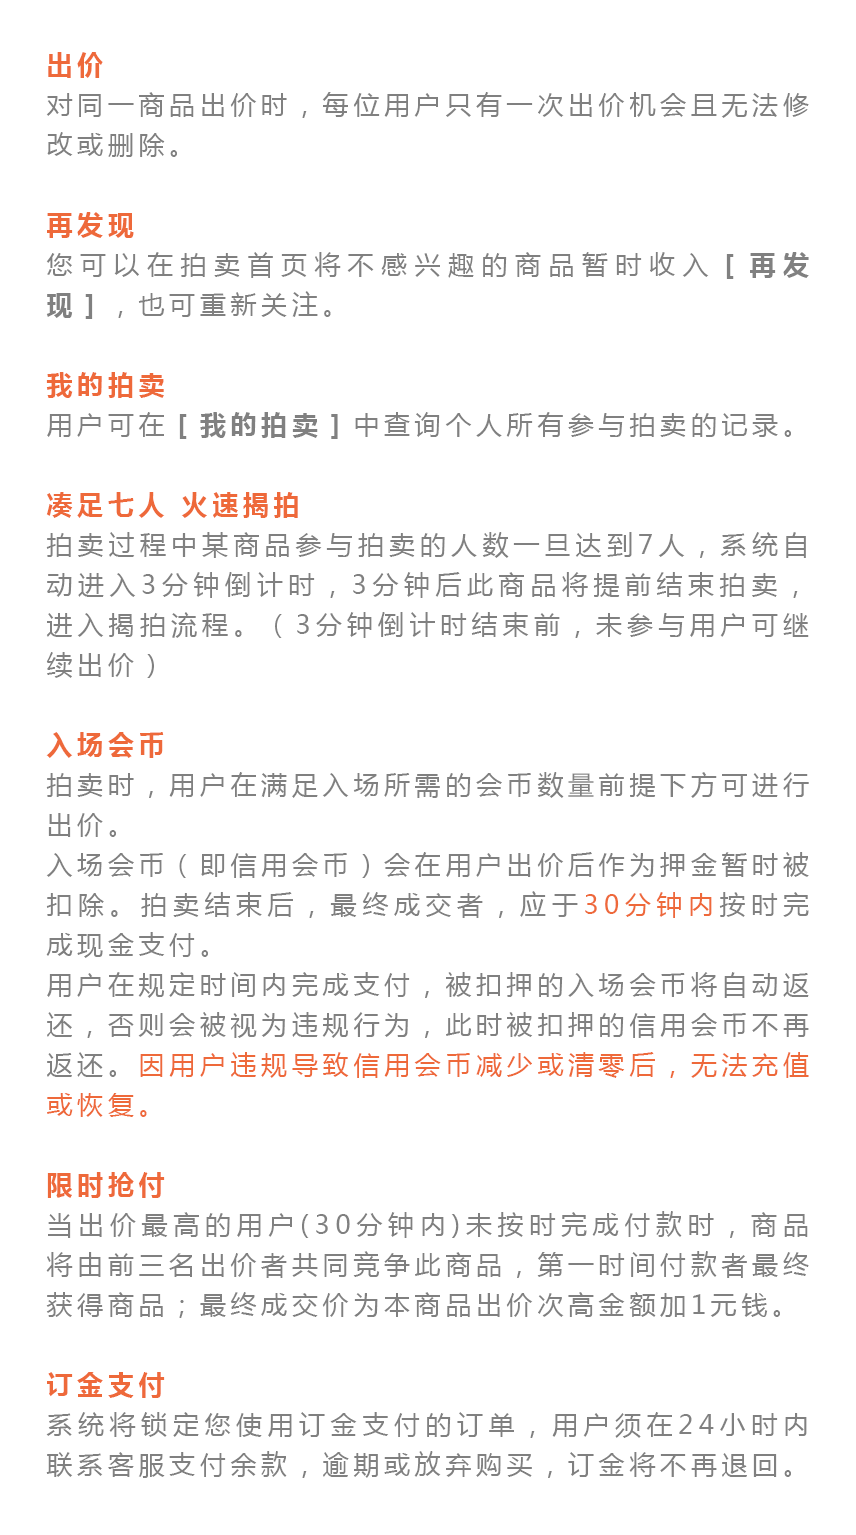 出价
对同一商品出价时，每位用户只有一次出价机会且无法修
改或删除。
再发现
您可以在拍卖首页将不感兴趣的商品暂时收入 [ 再发
现 ] ，也可重新关注。
我的拍卖
用户可在 [ 我的拍卖 ] 中查询个人所有参与拍卖的记录。
凑足七人 火速揭拍
拍卖过程中某商品参与拍卖的人数一旦达到7人，系统自
动进入3分钟倒计时，3分钟后此商品将提前结束拍卖，
进入揭拍流程。（3分钟倒计时结束前，未参与用户可继
续出价）
入场会币
拍卖时，用户在满足入场所需的会币数量前提下方可进行
出价。
入场会币（即信用会币）会在用户出价后作为押金暂时被
扣除。拍卖结束后，最终成交者，应于30分钟内按时完
成现金支付。
用户在规定时间内完成支付，被扣押的入场会币将自动返
还，否则会被视为违规行为，此时被扣押的信用会币不再
返还。因用户违规导致信用会币减少或清零后，无法充值
或恢复。
限时抢付
当出价最高的用户(30分钟内)未按时完成付款时，商品
将由前三名出价者共同竞争此商品，第一时间付款者最终
获得商品；最终成交价为本商品出价次高金额加1元钱。
订金支付
系统将锁定您使用订金支付的订单，用户须在24小时内
联系客服支付余款，逾期或放弃购买，订金将不再退回。